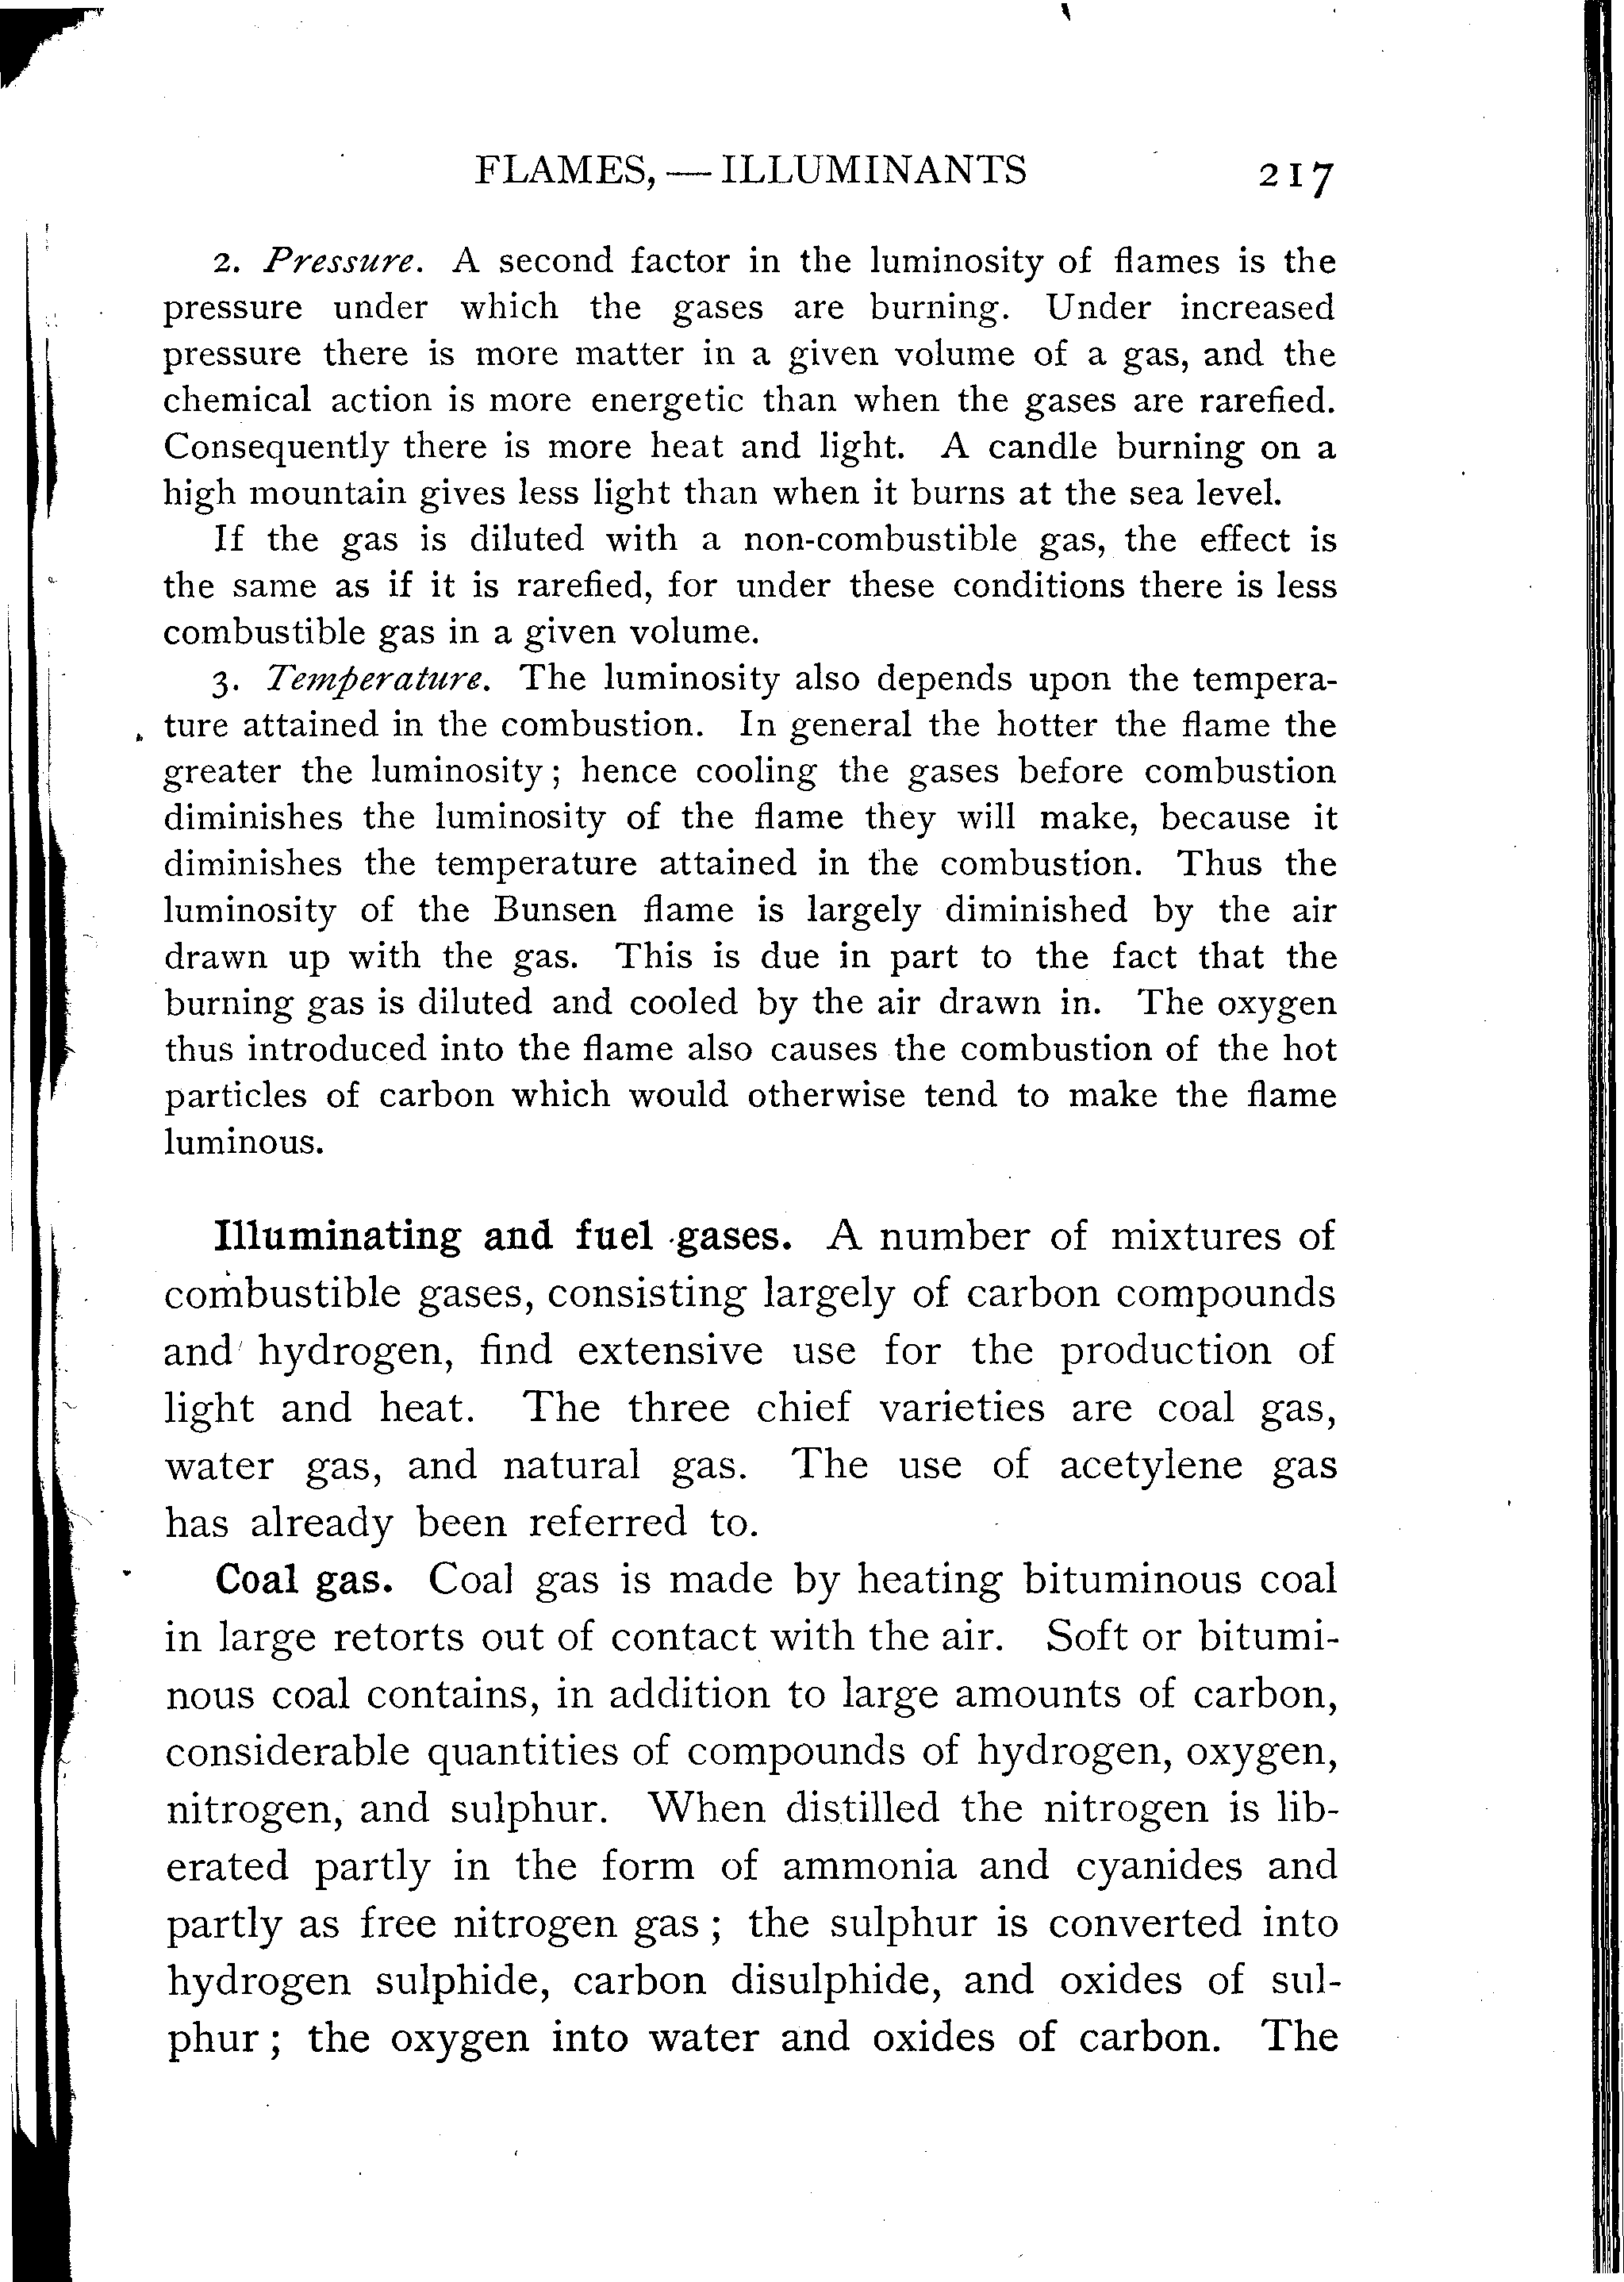 FLAMES,—ILLUMINANTS 217
2. Pressure. A second factor in the luminosity of flames is the
pressure under which the gases are burning. Under increased
pressure there is more matter in a given volume of a gas, and the
chemical action is more energetic than when the gases are rarefied.
Consequently there is more heat and light. A candle burning on a
high mountain gives less light than when it burns at the sea level.
If the gas is diluted with a non-combustible gas, the effect is
the same as if it is rarefied, for under these conditions there is less
combustible gas in a given volume.
3. Temperature. The luminosity also depends upon the tempera-
ture attained in the combustion. In general the hotter the flame the
greater the luminosity; hence cooling the gases before combustion
diminishes the luminosity of the flame they will make, because it
diminishes the temperature attained in the combustion. Thus the
luminosity of the Bunsen flame is largely diminished by the air
drawn up with the gas. This is due in part to the fact that the
burning gas is diluted and cooled by the air drawn in. The oxygen
thus introduced into the flame also causes the combustion of the hot
particles of carbon which would otherwise tend to make the flame
luminous.
Illuminating and fuel gases. A number of mixtures of
combustible gases, consisting largely of carbon compounds
and hydrogen, find extensive use for the production of
light and heat. The three chief varieties are coal gas,
water gas, and natural gas. The use of acetylene gas
has already been referred to.
Coal gas. Coal gas is made by heating bituminous coal
in large retorts out of contact with the air. Soft or bitumi-
nous coal contains, in addition to large amounts of carbon,
considerable quantities of compounds of hydrogen, oxygen,
nitrogen, and sulphur. When distilled the nitrogen is lib-
erated partly in the form of ammonia and cyanides and
partly as free nitrogen gas; the sulphur is converted into
hydrogen sulphide, carbon disulphide, and oxides of sul-
phur; the oxygen into water and oxides of carbon. The